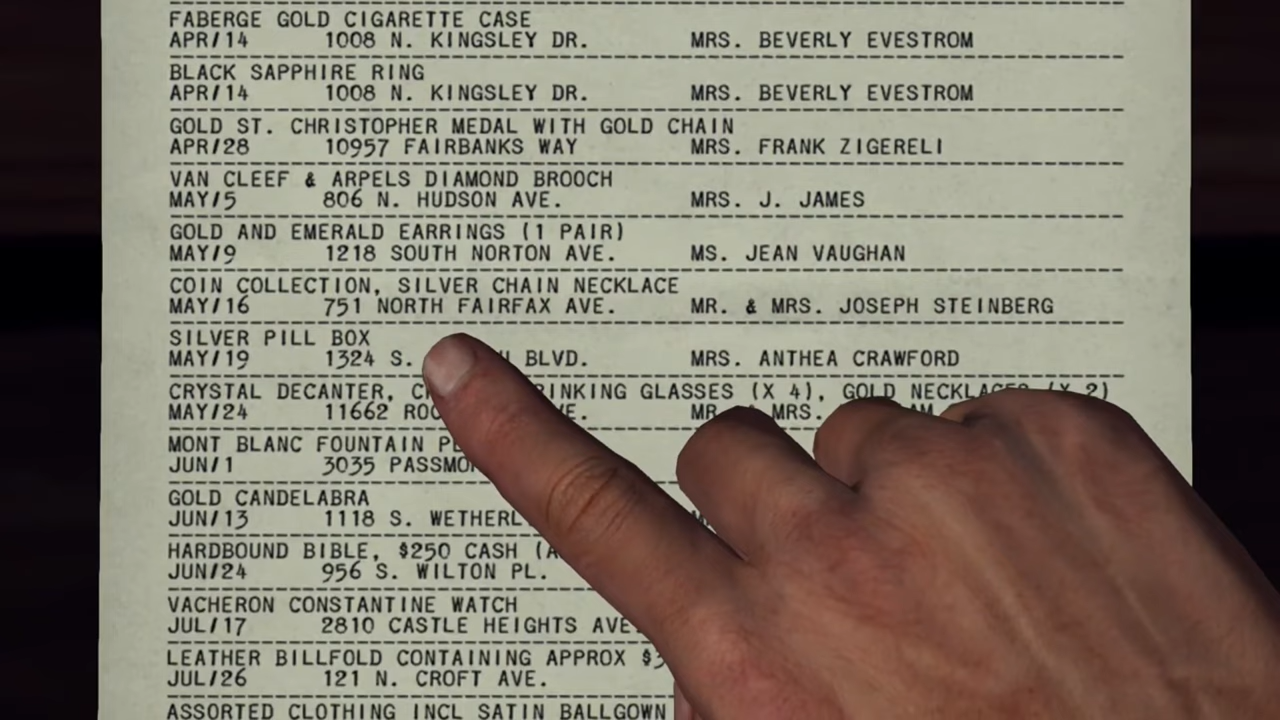 FABERGE GOLD CIGARETTE CASE
APR/14 1008 N. KINGSLEY DR. MRS. BEVERLY EVESTROM
BLACK SAPPHIRE RING
APR/14 1008 N. KINGSLEY DR. MRS. BEVERLY EVESTROM
GOLD ST. CHRISTOPHER MEDAL WITH GOLD CHAIN
APR/28 10957 FAIRBANKS WAY MRS. FRANK ZIGERELI
VAN CLEEF & ARPELS DIAMOND BROOCH
MAY/5 806 N. HUDSON AVE. MRS. J. JAMES
GOLD AND EMERALD EARRINGS (1 PAIR)
MAY/9 1218 SOUTH NORTON AVE. MS. JEAN VAUGHAN
COIN COLLECTION, SILVER CHAIN NECKLACE
MAY/16 751 NORTH FAIRFAX AVE. MR. & MRS. JOSEPH STEINBERG
SILVER PILL BOX
MAY/19 1324 S. BLVD. MRS. ANTHEA CRAWFORD
CRYSTAL DECANTER, GLASSES (X 4), GOLD NECKLACES (X 2)
MAY/24 11662 MR. & MRS.
MONT BLANC FOUNTAIN
JUN/1 3035
GOLD CANDELABRA
JUN/13 1118 S.
HARDBOUND BIBLE, $250 CASH
JUN/24 956 S. WILTON PL.
VACHERON CONSTANTINE WATCH
JUL/17 2810 CASTLE HEIGHTS AVE.
LEATHER BILLFOLD CONTAINING APPROX
JUL/26 121 N. CROFT AVE.
ASSORTED CLOTHING INCL SATIN BALLGOWN